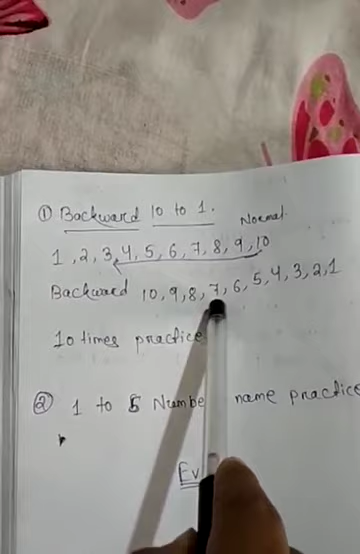 ① Backward 10 to 1.
Normal.
1, 2, 3, 4, 5, 6, 7, 8, 9, 10
Backward 10, 9, 8, 7, 6, 5, 4, 3, 2, 1
10 times practice
② 1 to 5 Number name practice
Ev